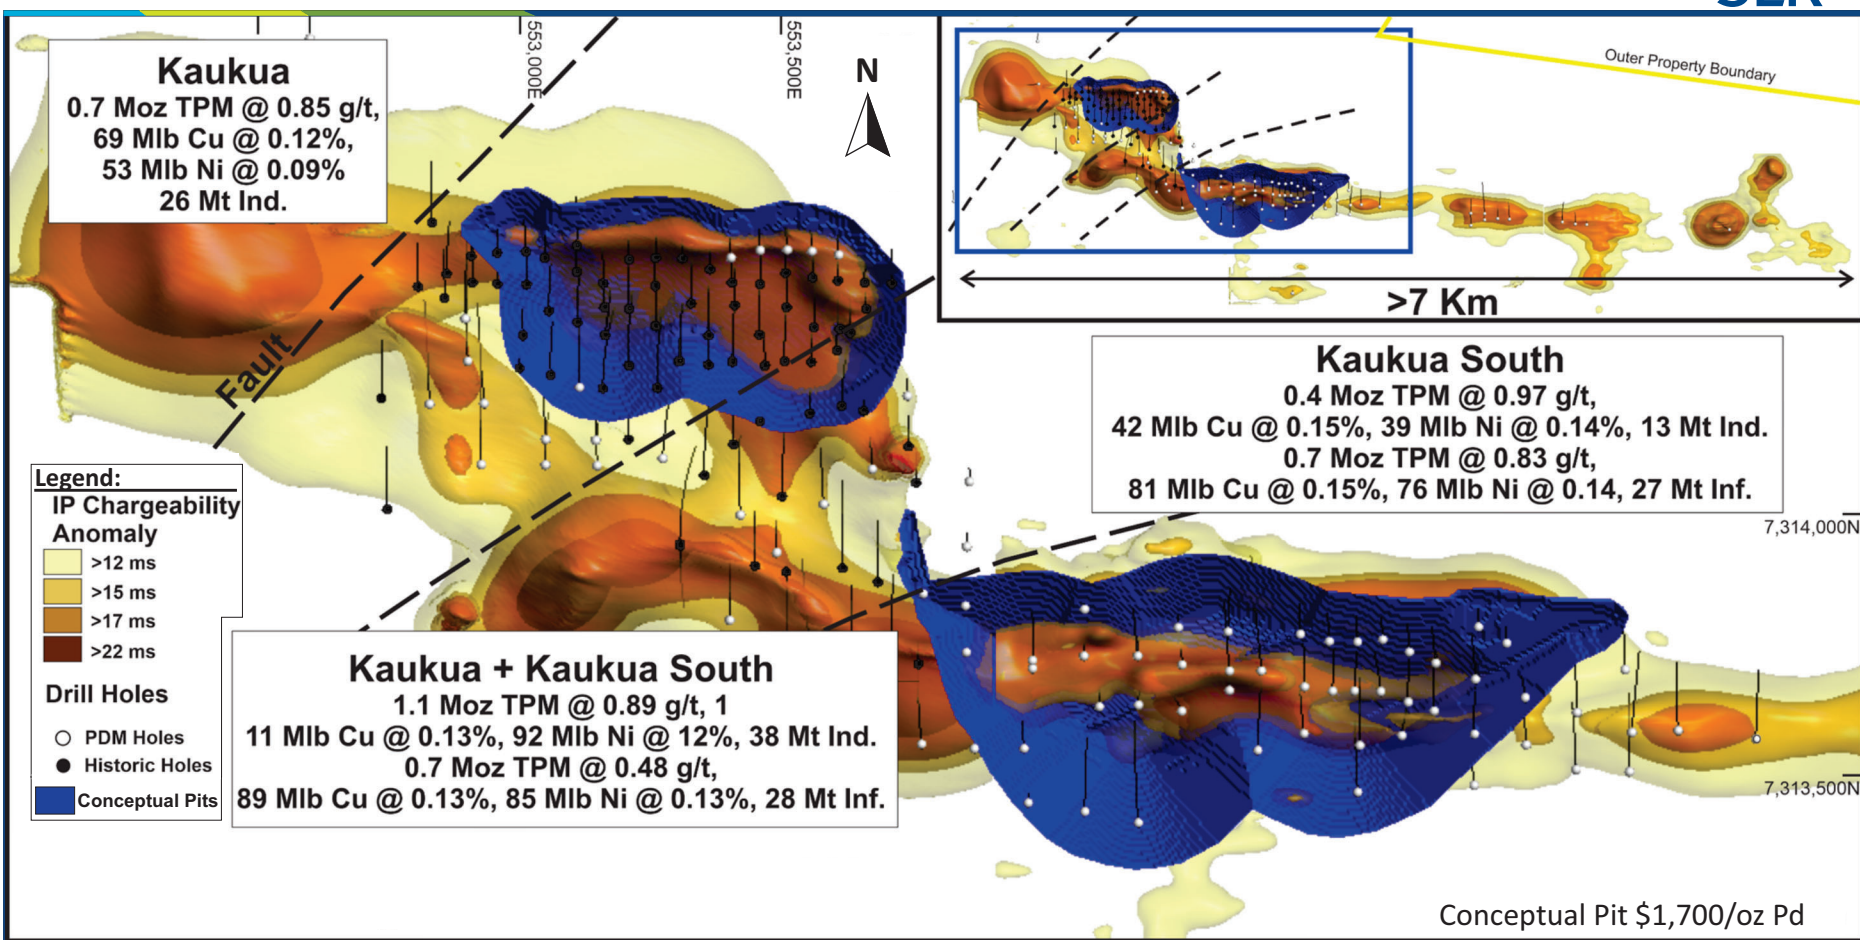 Kaukua
0.7 Moz TPM @ 0.85 g/t,
69 Mlb Cu @ 0.12%,
53 Mlb Ni @ 0.09%
26 Mt Ind.
553,000E
553,500E
N
Outer Property Boundary
>7 Km
Fault
Kaukua South
0.4 Moz TPM @ 0.97 g/t,
42 Mlb Cu @ 0.15%, 39 Mlb Ni @ 0.14%, 13 Mt Ind.
0.7 Moz TPM @ 0.83 g/t,
81 Mlb Cu @ 0.15%, 76 Mlb Ni @ 0.14, 27 Mt Inf.
7,314,000N
Legend:
IP Chargeability
Anomaly
>12 ms
>15 ms
>17 ms
>22 ms
Drill Holes
PDM Holes
Historic Holes
Conceptual Pits
Kaukua + Kaukua South
1.1 Moz TPM @ 0.89 g/t, 1
11 Mlb Cu @ 0.13%, 92 Mlb Ni @ 12%, 38 Mt Ind.
0.7 Moz TPM @ 0.48 g/t,
89 Mlb Cu @ 0.13%, 85 Mlb Ni @ 0.13%, 28 Mt Inf.
7,313,500N
Conceptual Pit $1,700/oz Pd